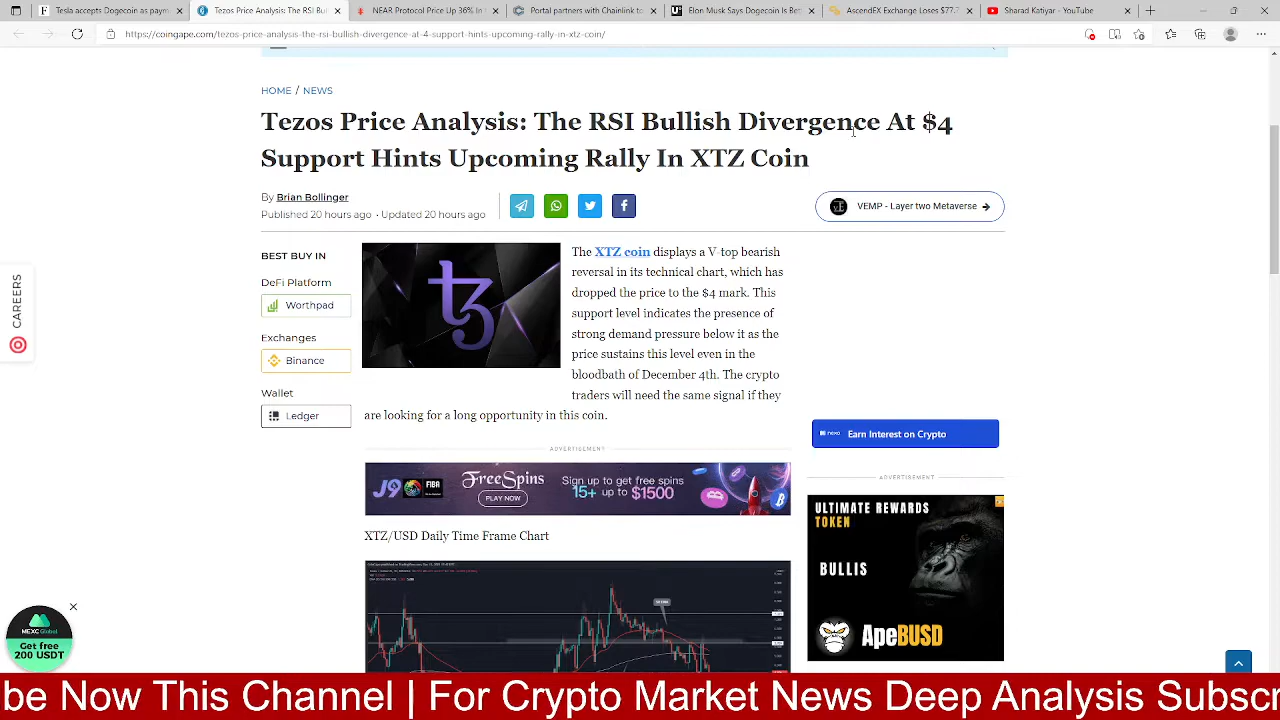 Tesla accepts Dogecoin as paym
Tezos Price Analysis: The RSI Bul
NEAR Protocol Price Up 36% In
Portal partners with Chainlink to
Elon Musk Says Dogecoin is Be
AscendEX Exchange Loses $77.
Sharad Katiyar - YouTube
https://coingape.com/tezos-price-analysis-the-rsi-bullish-divergence-at-4-support-hints-upcoming-rally-in-xtz-coin/
HOME / NEWS
Tezos Price Analysis: The RSI Bullish Divergence At $4
Support Hints Upcoming Rally In XTZ Coin
By Brian Bollinger
Published 20 hours ago • Updated 20 hours ago
VEMP - Layer two Metaverse
BEST BUY IN
DeFi Platform
Worthpad
Exchanges
Binance
Wallet
Ledger
CAREERS
The XTZ coin displays a V-top bearish
reversal in its technical chart, which has
dropped the price to the $4 mark. This
support level indicates the presence of
strong demand pressure below it as the
price sustains this level even in the
bloodbath of December 4th. The crypto
traders will need the same signal if they
are looking for a long opportunity in this coin.
nexo Earn Interest on Crypto
ADVERTISEMENT
J9 FIBA
FreeSpins
PLAY NOW
Sign up to get free spins
15+ up to $1500
ADVERTISEMENT
ULTIMATE REWARDS
TOKEN
BULLIS
ApeBUSD
XTZ/USD Daily Time Frame Chart
MEXC Global
Get free
200 USDT
be Now This Channel | For Crypto Market News Deep Analysis Subscr